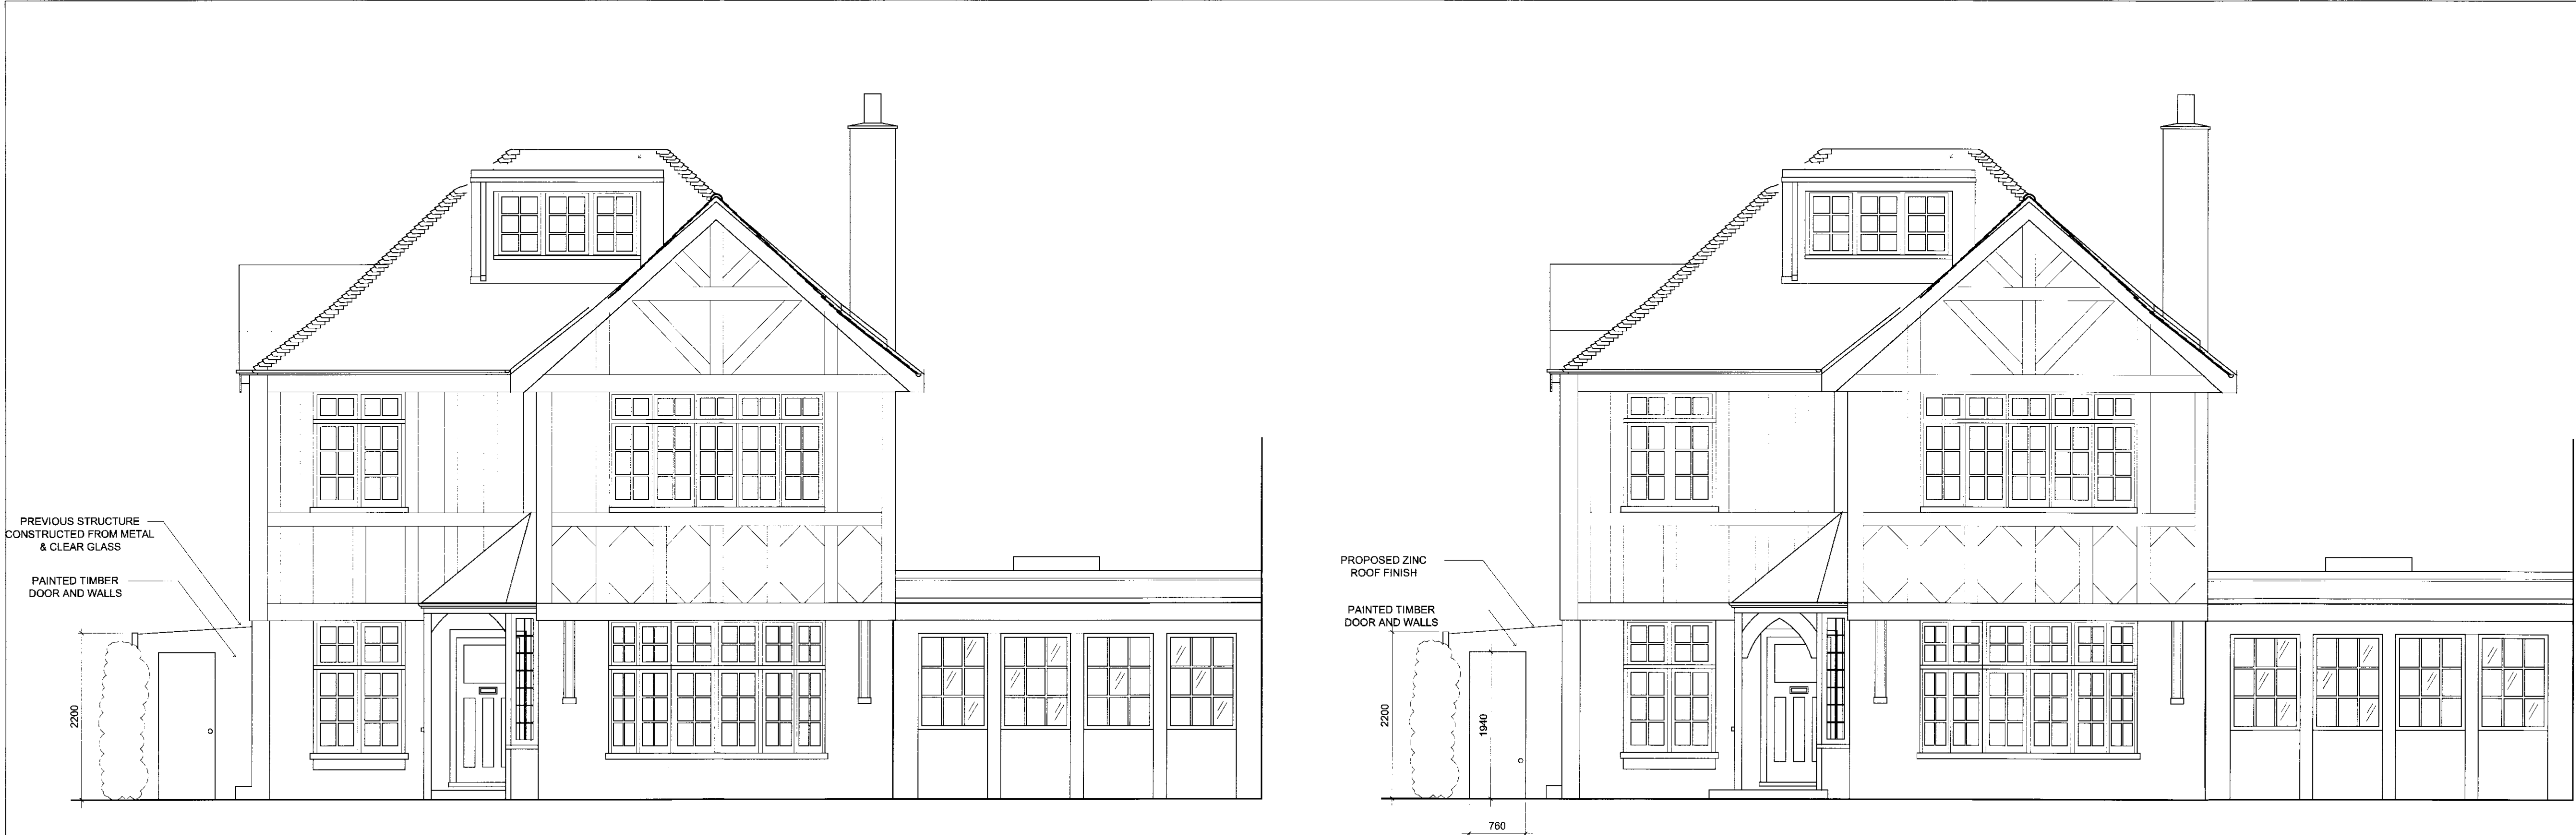 PREVIOUS STRUCTURE
CONSTRUCTED FROM METAL
& CLEAR GLASS
PAINTED TIMBER
DOOR AND WALLS
2200
PROPOSED ZINC
ROOF FINISH
PAINTED TIMBER
DOOR AND WALLS
2200
1940
760